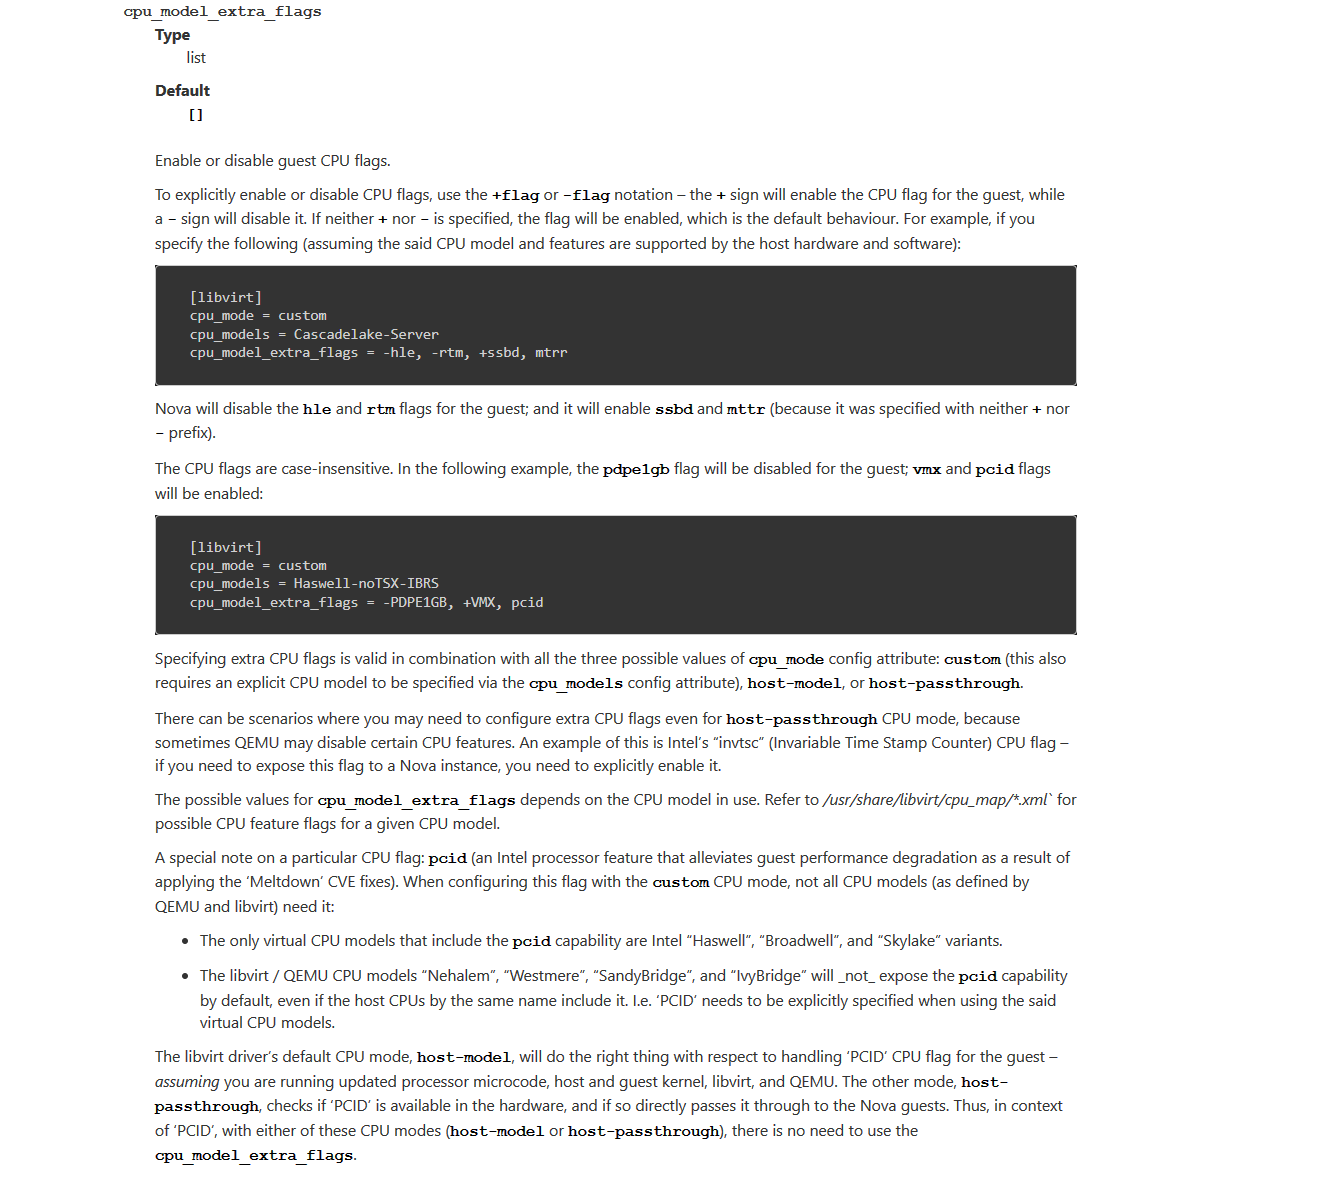 cpu_model_extra_flags
Type
list
Default
[]
Enable or disable guest CPU flags.
To explicitly enable or disable CPU flags, use the +flag or -flag notation – the + sign will enable the CPU flag for the guest, while
a - sign will disable it. If neither + nor - is specified, the flag will be enabled, which is the default behaviour. For example, if you
specify the following (assuming the said CPU model and features are supported by the host hardware and software):
[libvirt]
cpu_mode = custom
cpu_models = Cascadelake-Server
cpu_model_extra_flags = -hle, -rtm, +ssbd, mtrr
Nova will disable the hle and rtm flags for the guest; and it will enable ssbd and mttr (because it was specified with neither + nor
- prefix).
The CPU flags are case-insensitive. In the following example, the pdpe1gb flag will be disabled for the guest; vmx and pcid flags
will be enabled:
[libvirt]
cpu_mode = custom
cpu_models = Haswell-noTSX-IBRS
cpu_model_extra_flags = -PDPE1GB, +VMX, pcid
Specifying extra CPU flags is valid in combination with all the three possible values of cpu_mode config attribute: custom (this also
requires an explicit CPU model to be specified via the cpu_models config attribute), host-model, or host-passthrough.
There can be scenarios where you may need to configure extra CPU flags even for host-passthrough CPU mode, because
sometimes QEMU may disable certain CPU features. An example of this is Intel's “invtsc” (Invariable Time Stamp Counter) CPU flag –
if you need to expose this flag to a Nova instance, you need to explicitly enable it.
The possible values for cpu_model_extra_flags depends on the CPU model in use. Refer to /usr/share/libvirt/cpu_map/*.xml` for
possible CPU feature flags for a given CPU model.
A special note on a particular CPU flag: pcid (an Intel processor feature that alleviates guest performance degradation as a result of
applying the ‘Meltdown’ CVE fixes). When configuring this flag with the custom CPU mode, not all CPU models (as defined by
QEMU and libvirt) need it:
• The only virtual CPU models that include the pcid capability are Intel “Haswell”, “Broadwell”, and “Skylake” variants.
• The libvirt / QEMU CPU models “Nehalem”, “Westmere”, “SandyBridge”, and “IvyBridge” will _not_ expose the pcid capability
by default, even if the host CPUs by the same name include it. I.e. ‘PCID’ needs to be explicitly specified when using the said
virtual CPU models.
The libvirt driver’s default CPU mode, host-model, will do the right thing with respect to handling ‘PCID’ CPU flag for the guest –
assuming you are running updated processor microcode, host and guest kernel, libvirt, and QEMU. The other mode, host-
passthrough, checks if ‘PCID’ is available in the hardware, and if so directly passes it through to the Nova guests. Thus, in context
of ‘PCID’, with either of these CPU modes (host-model or host-passthrough), there is no need to use the
cpu_model_extra_flags.